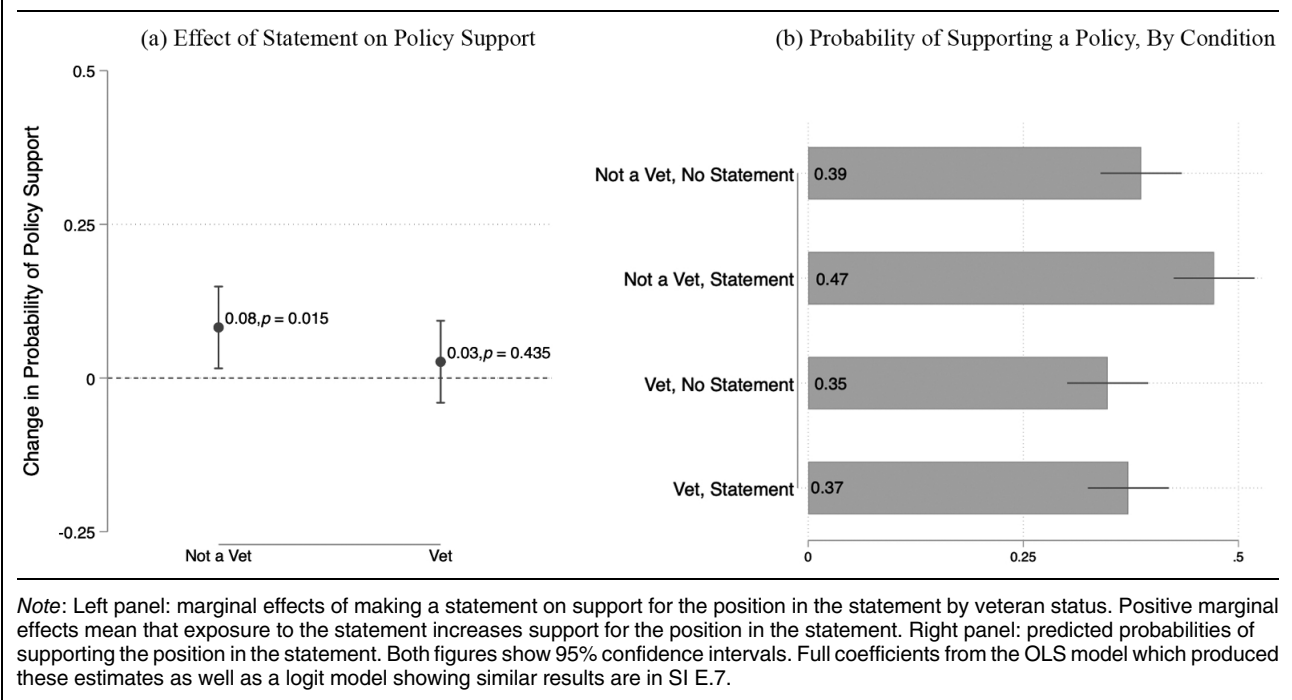 (a) Effect of Statement on Policy Support
0.5
0.25
0
-0.25
Change in Probability of Policy Support
0.08,p = 0.015
0.03,p = 0.435
Not a Vet
Vet
(b) Probability of Supporting a Policy, By Condition
Not a Vet, No Statement
0.39
Not a Vet, Statement
0.47
Vet, No Statement
0.35
Vet, Statement
0.37
0
0.25
.5
Note: Left panel: marginal effects of making a statement on support for the position in the statement by veteran status. Positive marginal
effects mean that exposure to the statement increases support for the position in the statement. Right panel: predicted probabilities of
supporting the position in the statement. Both figures show 95% confidence intervals. Full coefficients from the OLS model which produced
these estimates as well as a logit model showing similar results are in SI E.7.